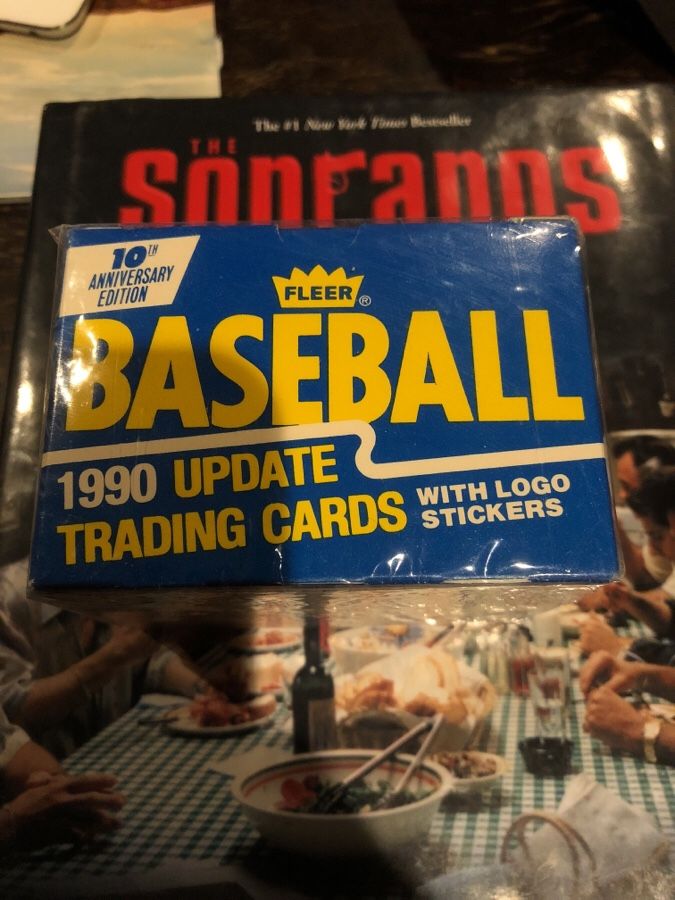 The #1 New York Times Bestseller
THE
Sopranos
10TH
ANNIVERSARY
EDITION
FLEER®
BASEBALL
1990 UPDATE
TRADING CARDS
WITH LOGO
STICKERS